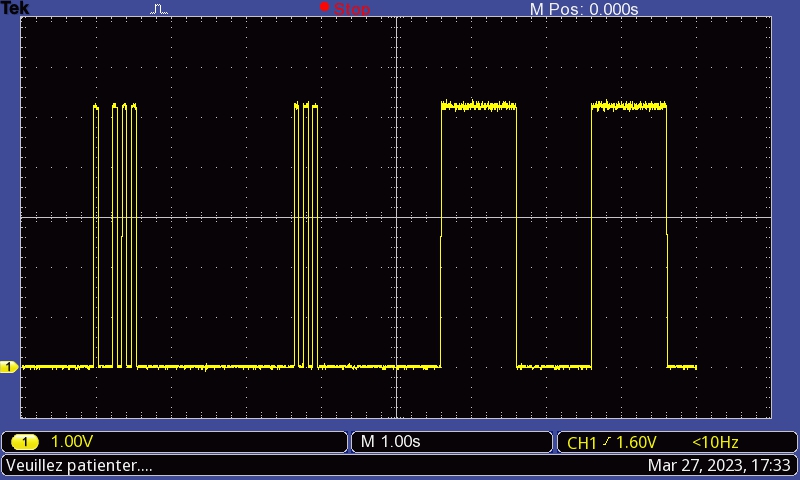 Tek Stop M Pos: 0.000s
1
1 1.00V M 1.00s CH1 1.60V <10Hz
Veuillez patienter.... Mar 27, 2023, 17:33